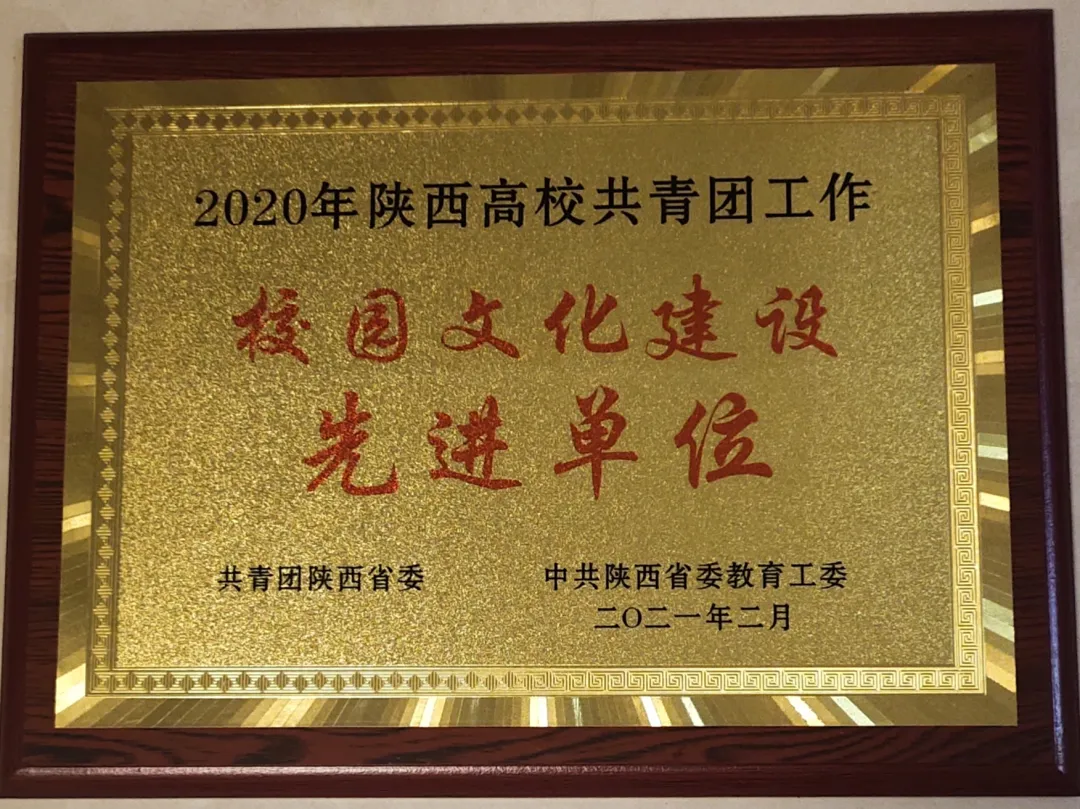 2020年陕西高校共青团工作
校园文化建设
先进单位
共青团陕西省委 中共陕西省委教育工委
二〇二一年二月